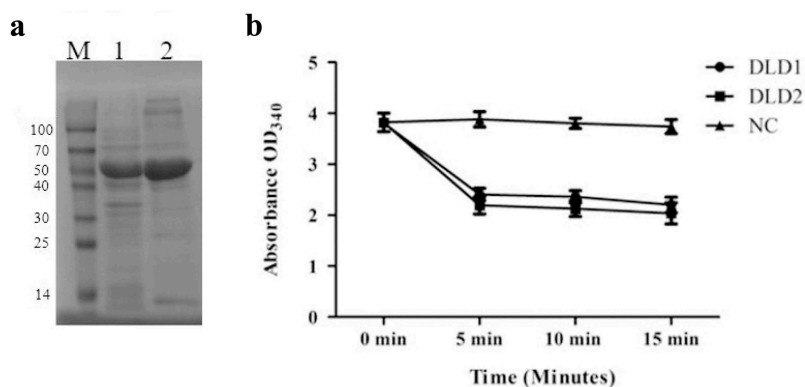 a
M 1 2
100
70
50
40
30
25
14
b
Absorbance OD340
5
4
3
2
1
0
0 min 5 min 10 min 15 min
Time (Minutes)
DLD1
DLD2
NC